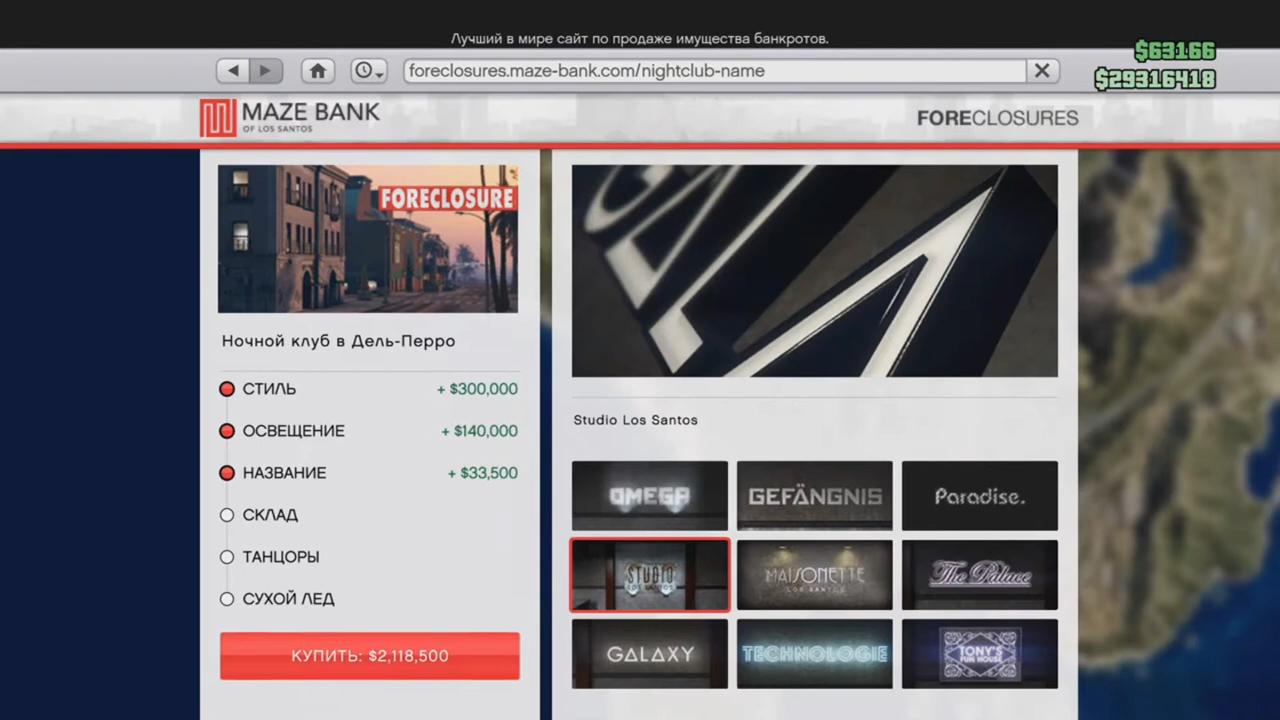 Лучший в мире сайт по продаже имущества банкротов.
$63166
foreclosures.maze-bank.com/nightclub-name
$29316418
MAZE BANK
OF LOS SANTOS
FORECLOSURES
FORECLOSURE
Ночной клуб в Дель-Перро
СТИЛЬ + $300,000
ОСВЕЩЕНИЕ + $140,000
НАЗВАНИЕ + $33,500
СКЛАД
ТАНЦОРЫ
СУХОЙ ЛЕД
КУПИТЬ: $2,118,500
Studio Los Santos
OMEGA
GEFÄNGNIS
Paradise.
STUDIO
LOS SANTOS
MAISONETTE
LOS SANTOS
The Palace
GALAXY
TECHNOLOGIE
TONY'S
FUN HOUSE